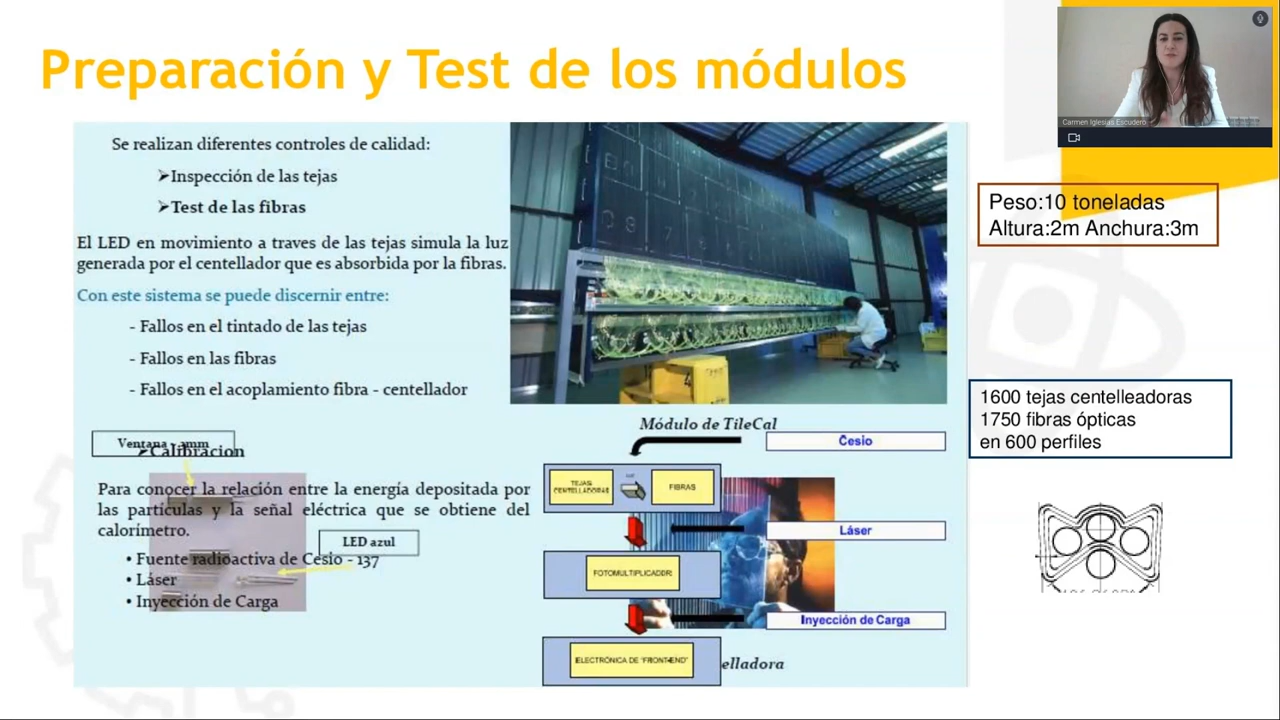 Preparación y Test de los módulos
Carmen Iglesias Escudero
Se realizan diferentes controles de calidad:
➢Inspección de las tejas
➢Test de las fibras
El LED en movimiento a traves de las tejas simula la luz
generada por el centellador que es absorbida por la fibras.
Con este sistema se puede discernir entre:
- Fallos en el tintado de las tejas
- Fallos en las fibras
- Fallos en el acoplamiento fibra - centellador
Peso:10 toneladas
Altura:2m Anchura:3m
1600 tejas centelleadoras
1750 fibras ópticas
en 600 perfiles
Ventana mm
➢Calibracion
Para conocer la relación entre la energía depositada por
las partículas y la señal eléctrica que se obtiene del
calorímetro.
LED azul
• Fuente radioactiva de Cesio - 137
• Láser
• Inyección de Carga
Módulo de TileCal
Cesio
TEJAS
CENTELLADORAS
FIBRAS
Láser
FOTOMULTIPLICADOR
Inyección de Carga
ELECTRÓNICA DE "FRONT-END"
elladora